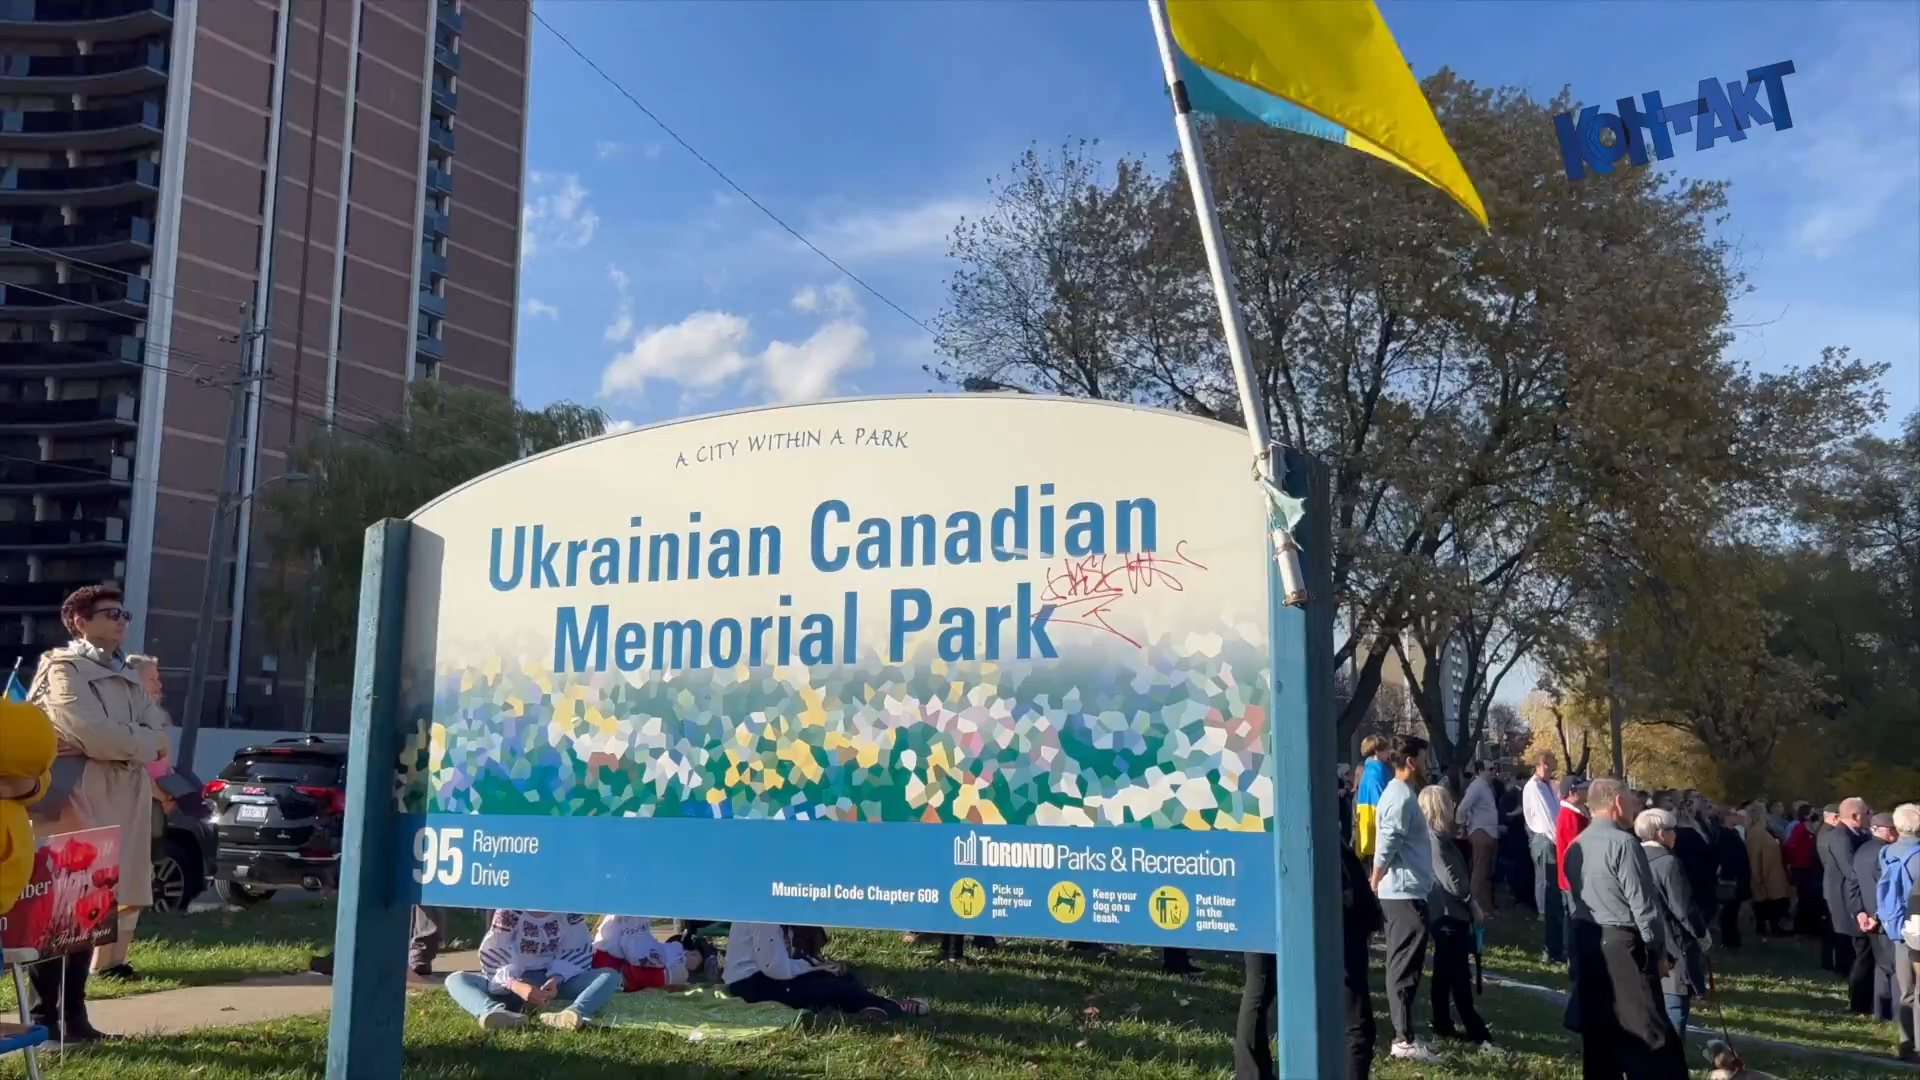 КОНТАКТ
A CITY WITHIN A PARK
Ukrainian Canadian
Memorial Park
95 Raymore
Drive
TORONTO Parks & Recreation
Municipal Code Chapter 608
Pick up
after your
pet.
Keep your
dog on a
leash.
Put litter
in the
garbage.
Thank you